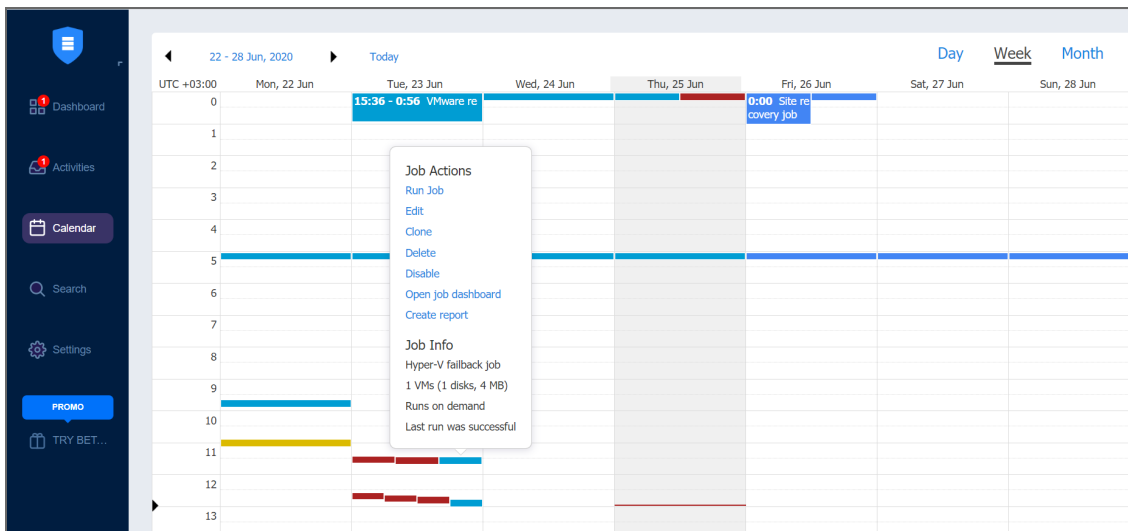 22 - 28 Jun, 2020
Today
Day
Week
Month
UTC +03:00
Mon, 22 Jun
Tue, 23 Jun
Wed, 24 Jun
Thu, 25 Jun
Fri, 26 Jun
Sat, 27 Jun
Sun, 28 Jun
1
Dashboard
1
Activities
Calendar
Search
Settings
PROMO
TRY BET...
0
1
2
3
4
5
6
7
8
9
10
11
12
13
15:36 - 0:56 VMware re
0:00 Site re
covery job
Job Actions
Run Job
Edit
Clone
Delete
Disable
Open job dashboard
Create report
Job Info
Hyper-V failback job
1 VMs (1 disks, 4 MB)
Runs on demand
Last run was successful